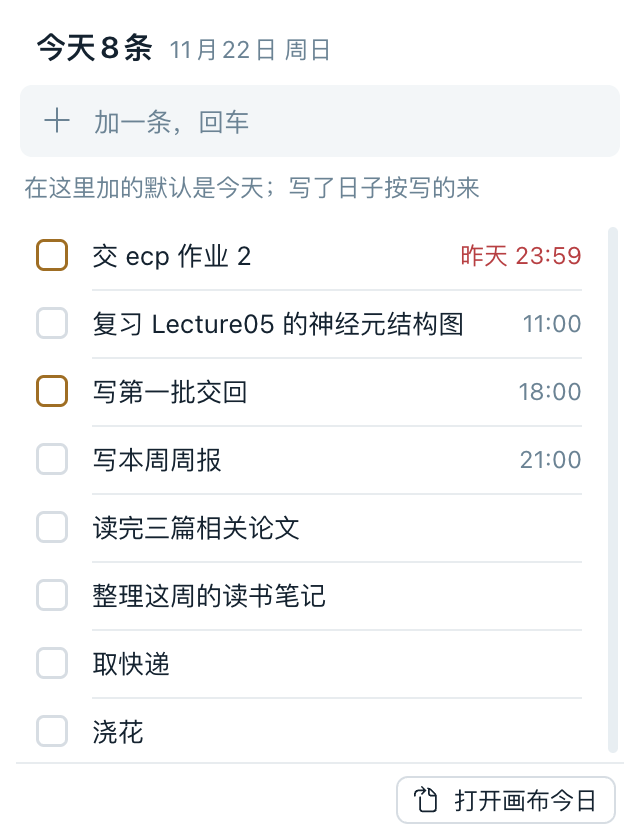 今天8条 11月22日 周日
加一条，回车
在这里加的默认是今天；写了日子按写的来
交 ecp 作业 2 昨天 23:59
复习 Lecture05 的神经元结构图 11:00
写第一批交回 18:00
写本周周报 21:00
读完三篇相关论文
整理这周的读书笔记
取快递
浇花
打开画布今日